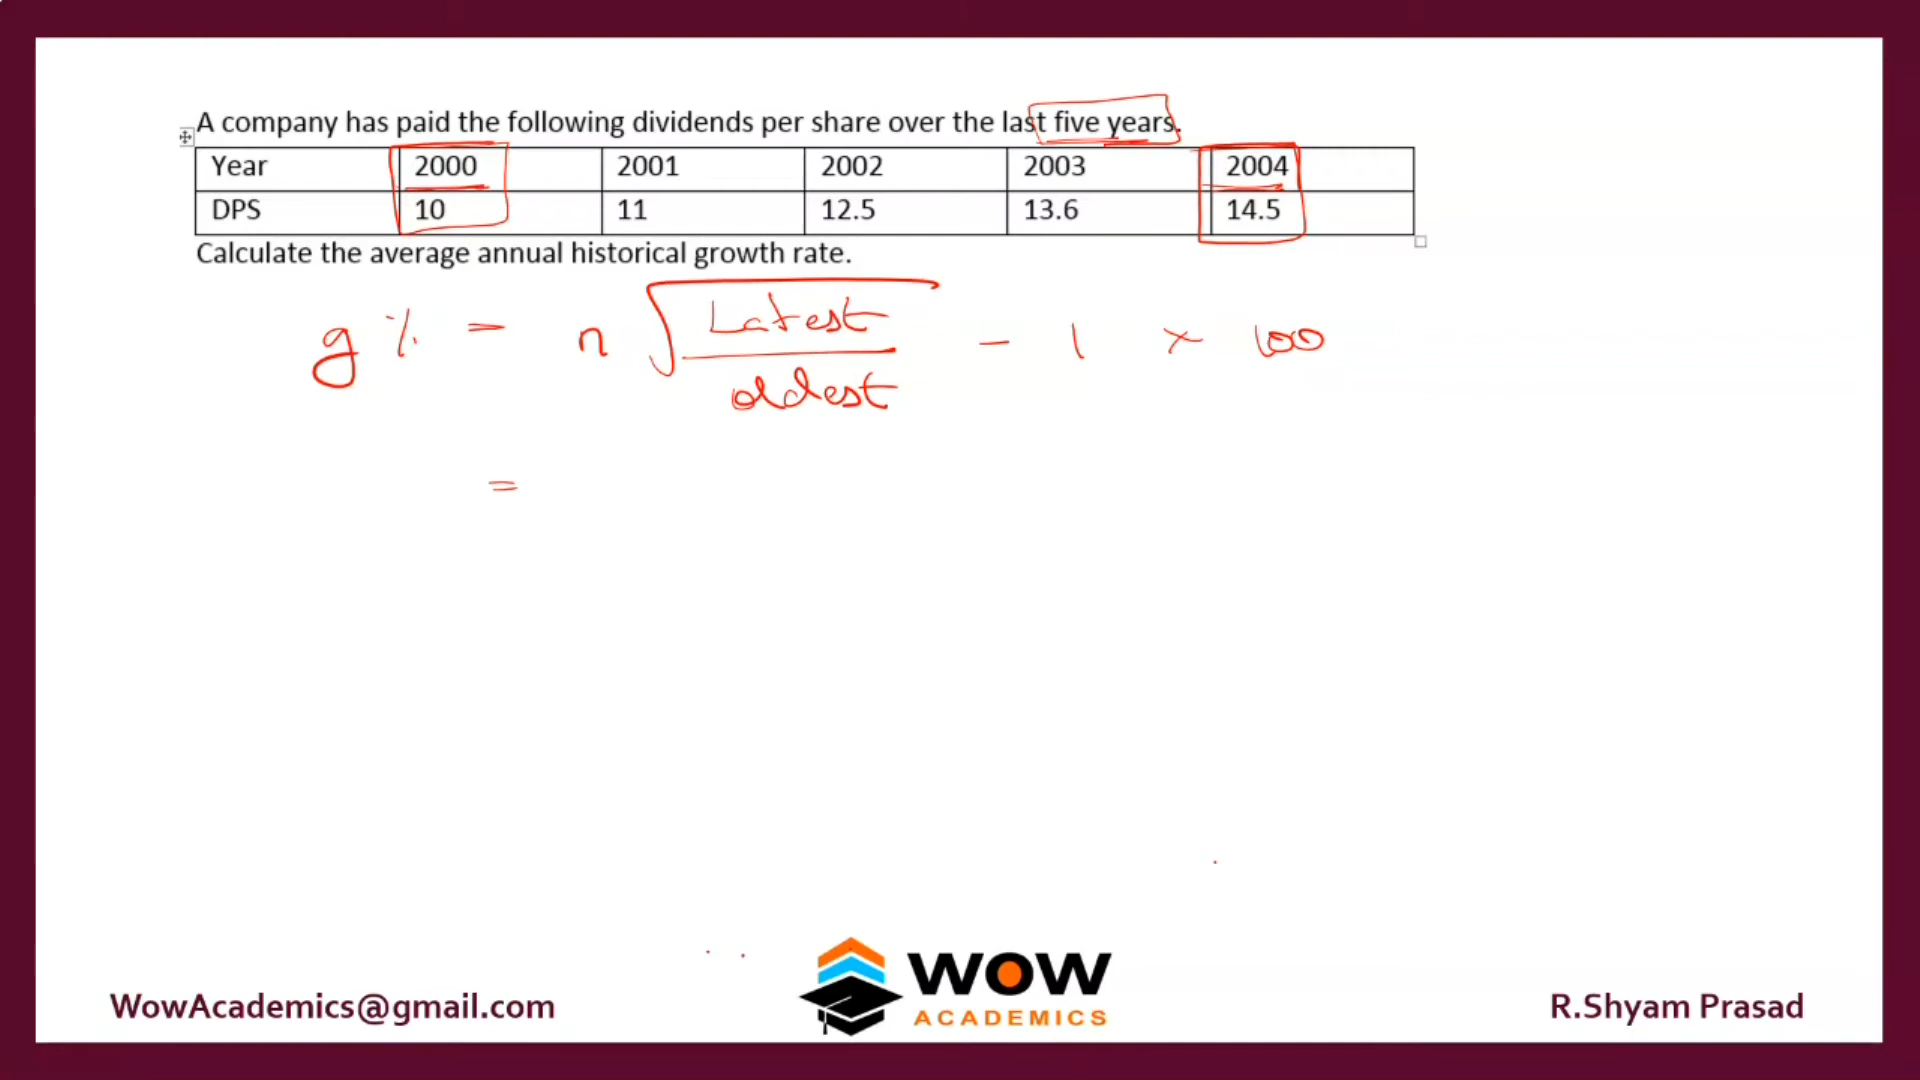 A company has paid the following dividends per share over the last five years.
Year 2000 2001 2002 2003 2004
DPS 10 11 12.5 13.6 14.5
Calculate the average annual historical growth rate.
g % = n √ Latest / oldest - 1 × 100
=
WOW
ACADEMICS
WowAcademics@gmail.com
R.Shyam Prasad